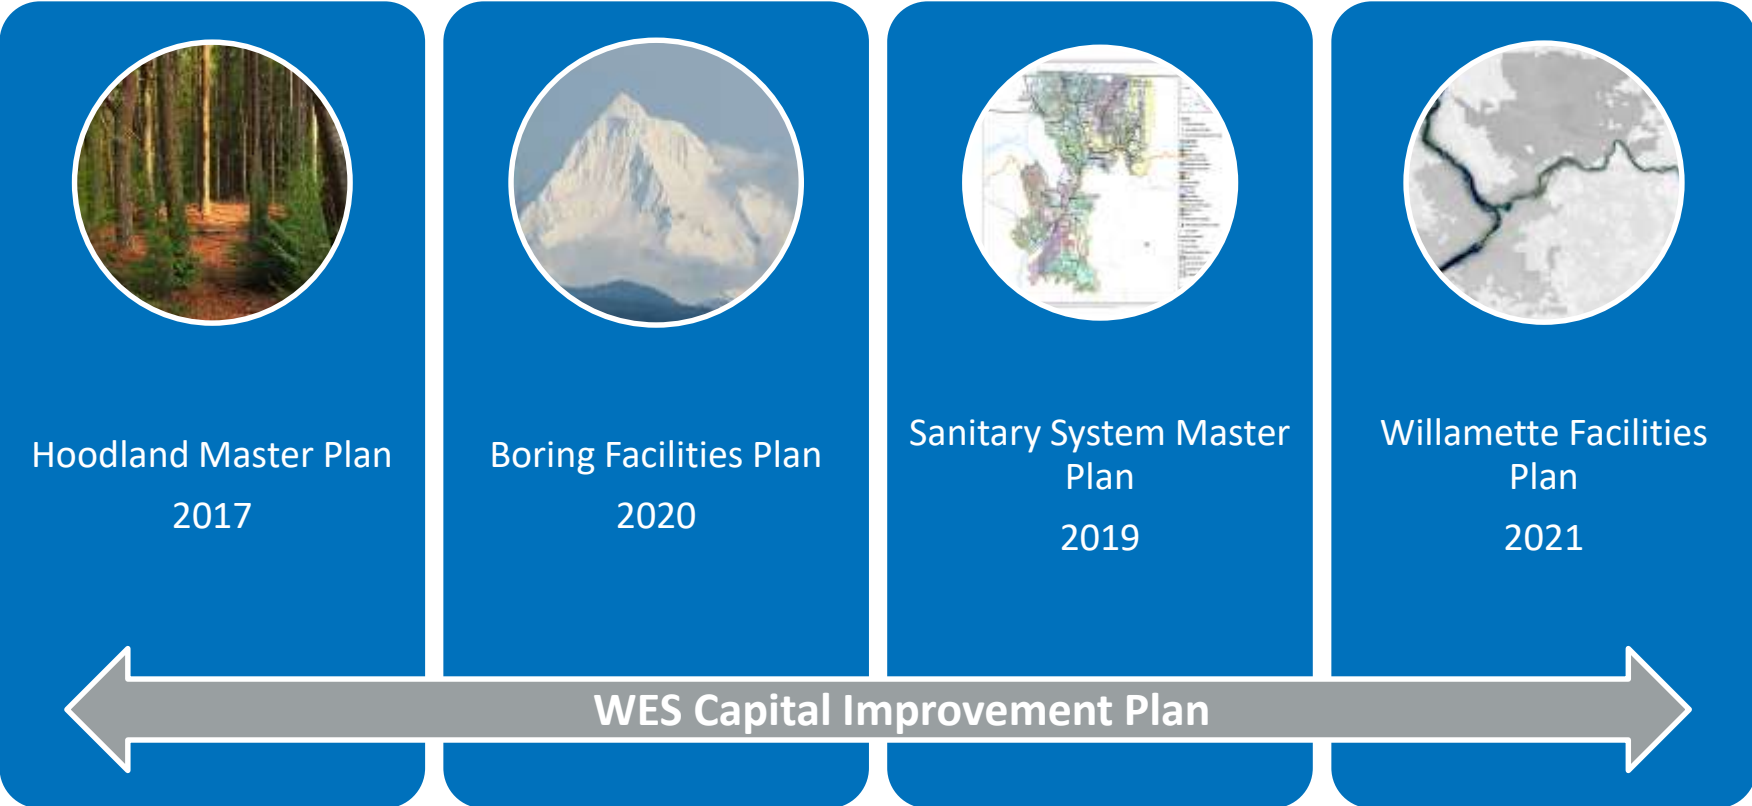 Hoodland Master Plan
2017
Boring Facilities Plan
2020
Sanitary System Master
Plan
2019
Willamette Facilities
Plan
2021
WES Capital Improvement Plan